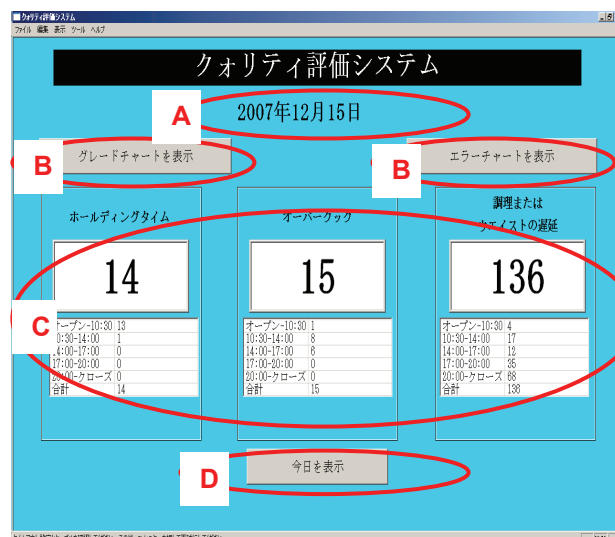 クォリティ評価システム
ファイル 編集 表示 ツール ヘルプ
クォリティ評価システム
A
2007年12月15日
B
グレードチャートを表示
B
エラーチャートを表示
ホールディングタイム
オーバークック
調理または
ウエイストの遅延
14
15
136
C
オープン-10:30 13
10:30-14:00 1
14:00-17:00 0
17:00-20:00 0
20:00-クローズ 0
合計 14
オープン-10:30 1
10:30-14:00 8
14:00-17:00 6
17:00-20:00 0
20:00-クローズ 0
合計 15
オープン-10:30 4
10:30-14:00 17
14:00-17:00 12
17:00-20:00 35
20:00-クローズ 68
合計 136
D
今日を表示